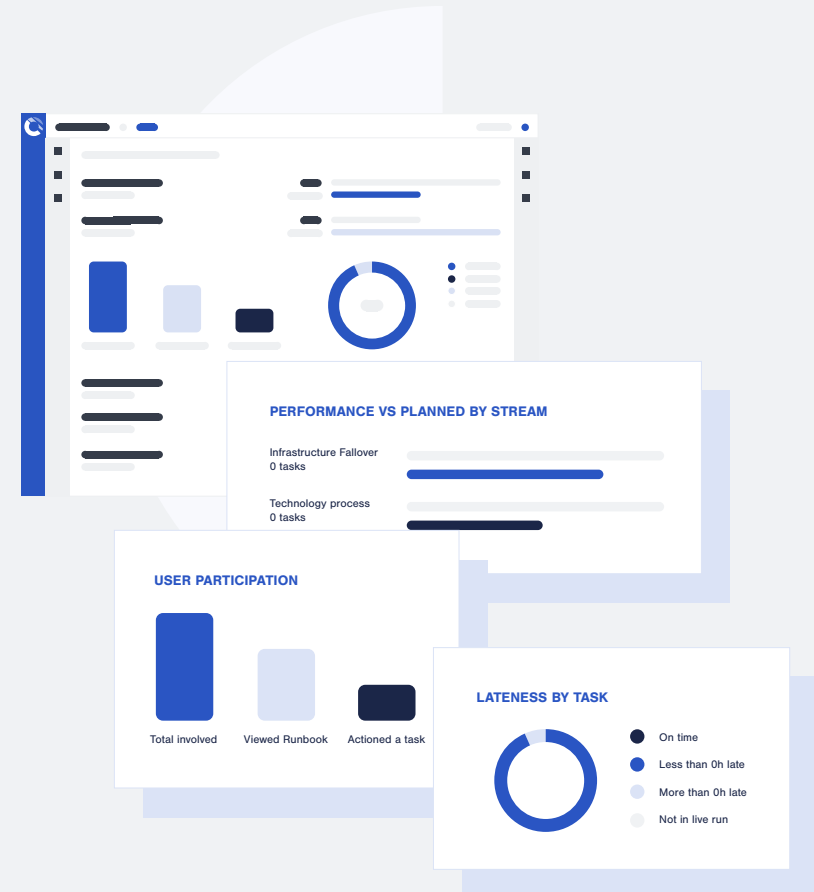 PERFORMANCE VS PLANNED BY STREAM
Infrastructure Fallover
0 tasks
Technology process
0 tasks
USER PARTICIPATION
Total involved
Viewed Runbook
Actioned a task
LATENESS BY TASK
On time
Less than 0h late
More than 0h late
Not in live run